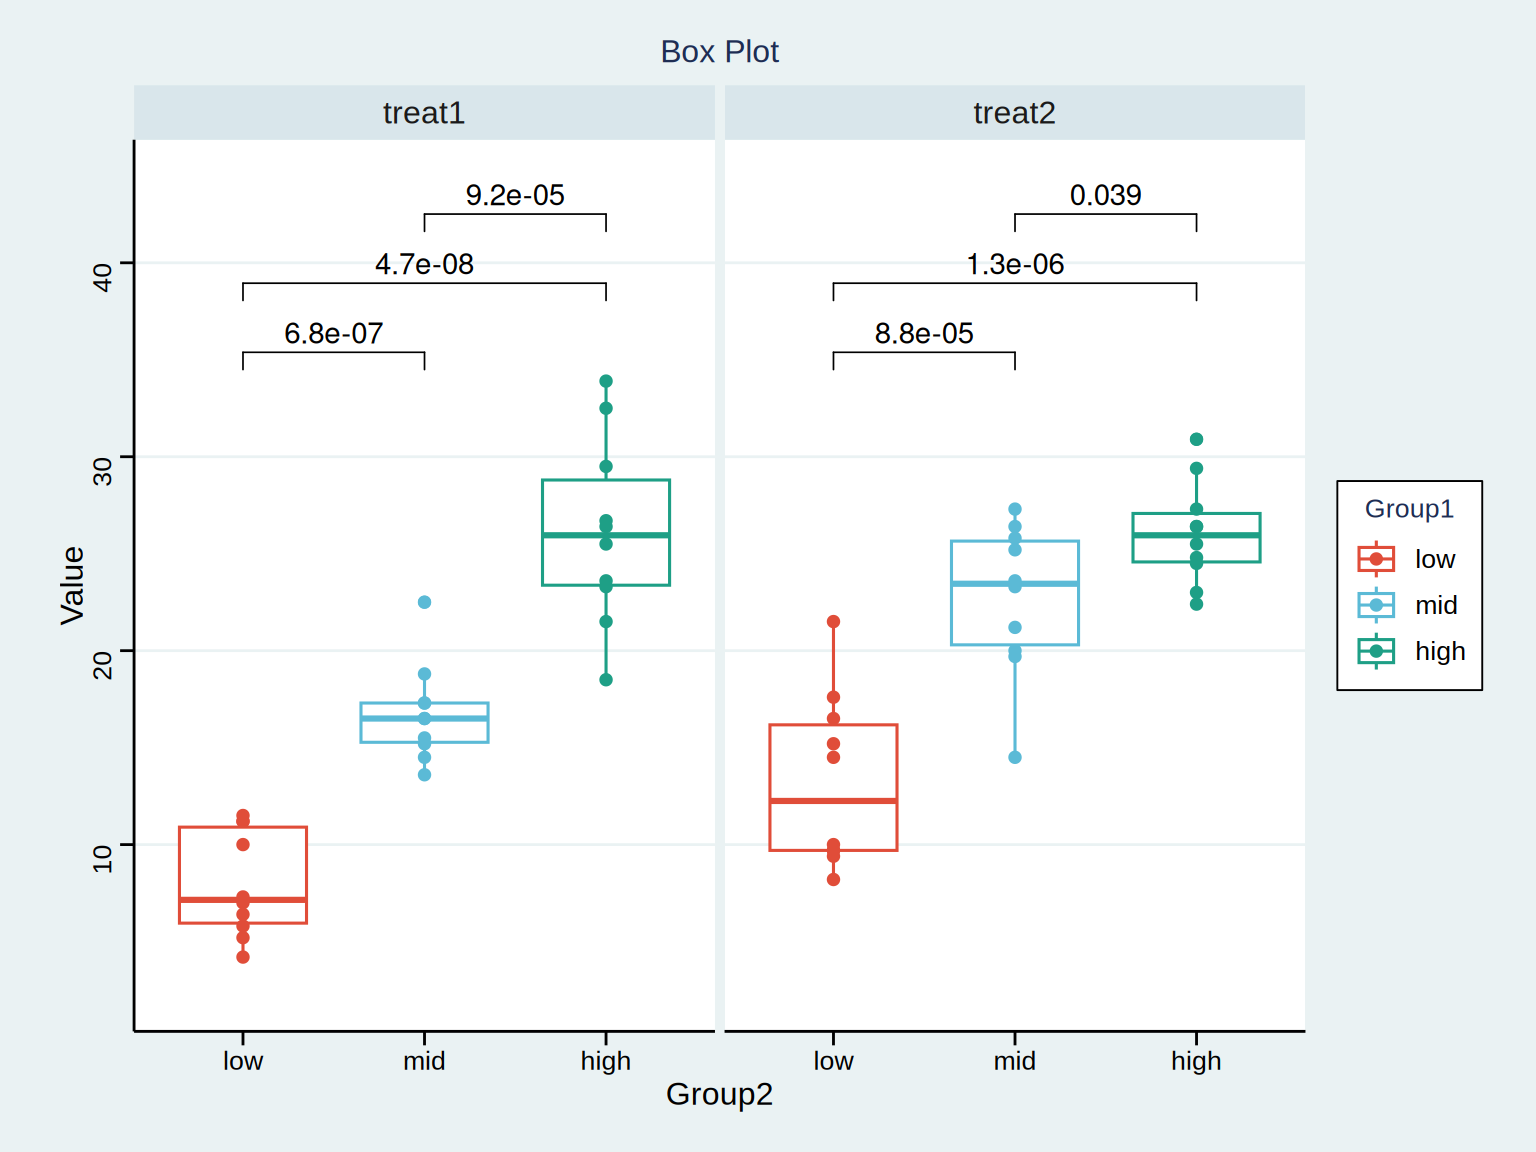 Box Plot
treat1
treat2
9.2e-05
0.039
4.7e-08
1.3e-06
6.8e-07
8.8e-05
40
30
20
10
Value
low
mid
high
low
mid
high
Group2
Group1
low
mid
high